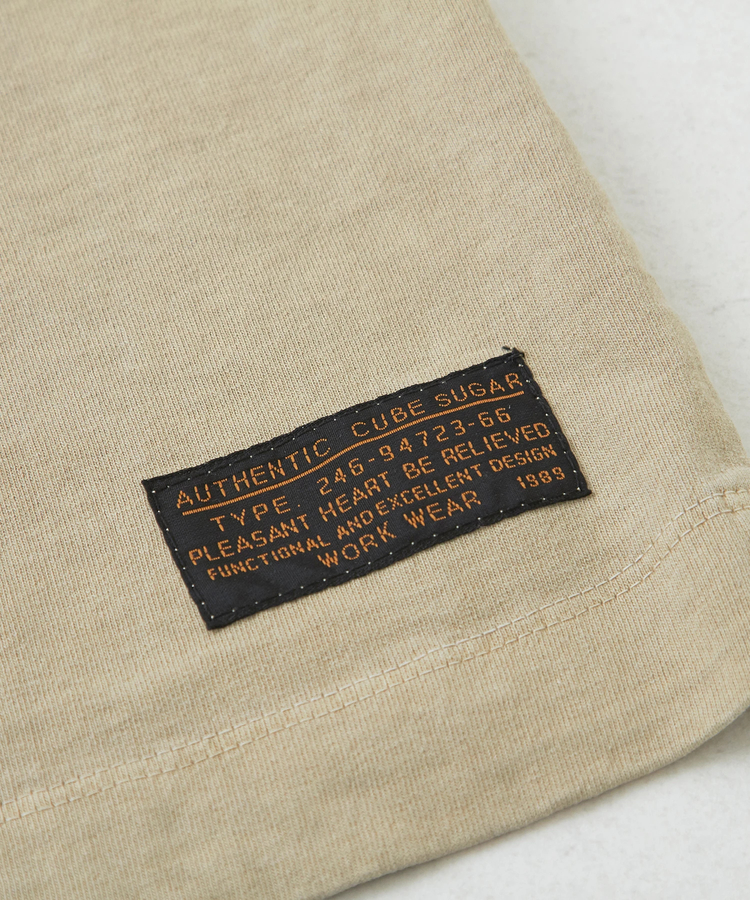 AUTHENTIC CUBE SUGAR
TYPE 246-94723-66
PLEASANT HEART BE RELIEVED
FUNCTIONAL AND EXCELLENT DESIGN
WORK WEAR 1989